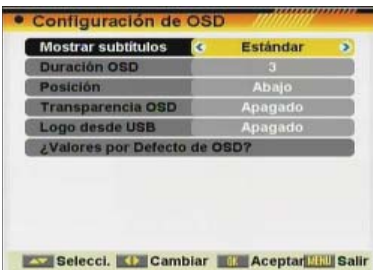 Configuración de OSD
Mostrar subtítulos Estándar
Duración OSD 3
Posición Abajo
Transparencia OSD Apagado
Logo desde USB Apagado
¿Valores por Defecto de OSD?
Selecci. Cambiar OK Aceptar MENU Salir